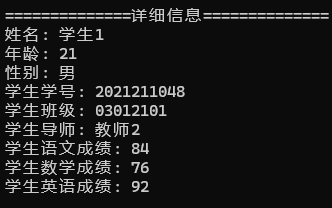 ==============详细信息==============
姓名: 学生1
年龄: 21
性别: 男
学生学号: 2021211048
学生班级: 03012101
学生导师: 教师2
学生语文成绩: 84
学生数学成绩: 76
学生英语成绩: 92